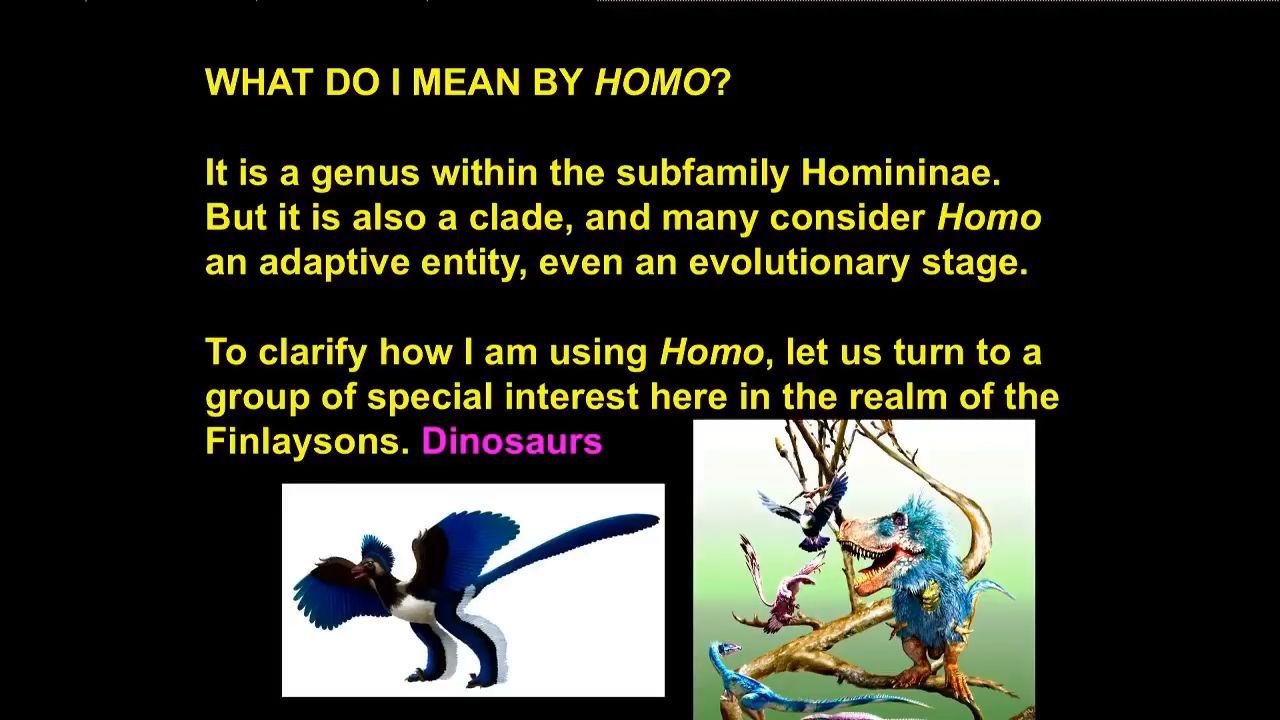 WHAT DO I MEAN BY HOMO?
It is a genus within the subfamily Homininae.
But it is also a clade, and many consider Homo
an adaptive entity, even an evolutionary stage.
To clarify how I am using Homo, let us turn to a
group of special interest here in the realm of the
Finlaysons. Dinosaurs